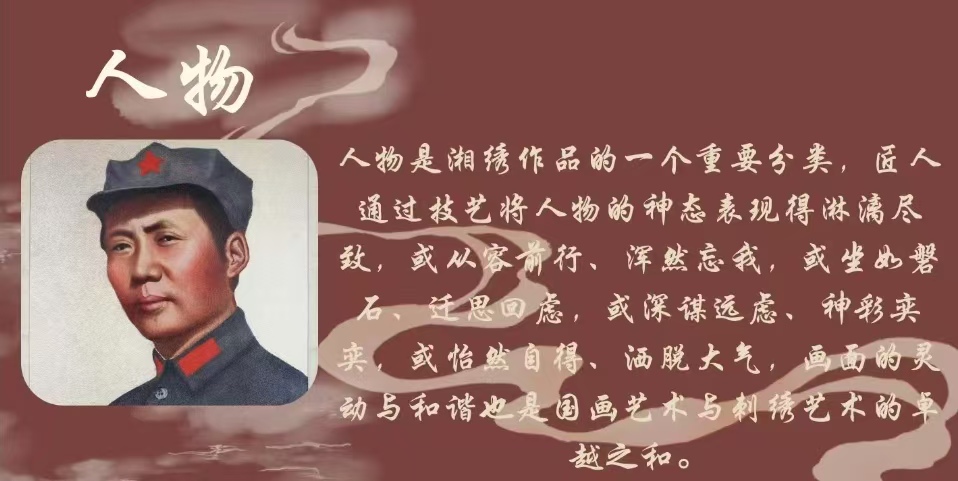 人物
人物是湘绣作品的一个重要分类，匠人
通过技艺将人物的神态表现得淋漓尽
致，或从容前行、浑然忘我，或坐如磐
石、迁思回虑，或深谋远虑、神彩奕
奕，或怡然自得、洒脱大气，画面的灵
动与和谐也是国画艺术与刺绣艺术的卓
越之和。